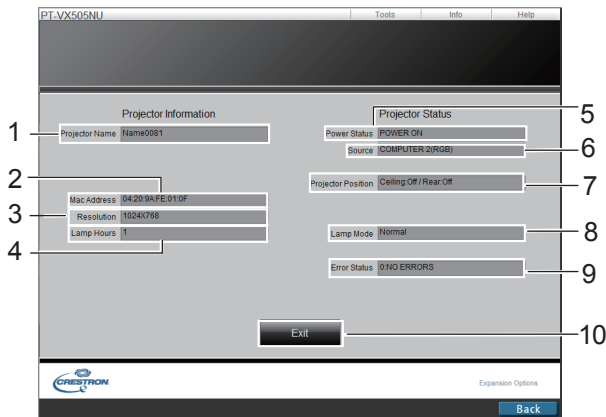 PT-VX505NU Tools Info Help
Projector Information Projector Status
1 Projector Name Name0081
5 Power Status POWER ON
6 Source COMPUTER 2(RGB)
2 Mac Address 04:20:9A:FE:01:0F
7 Projector Position Ceiling:Off / Rear:Off
3 Resolution 1024X768
4 Lamp Hours 1
8 Lamp Mode Normal
9 Error Status 0:NO ERRORS
10 Exit
CRESTRON Expansion Options
Back